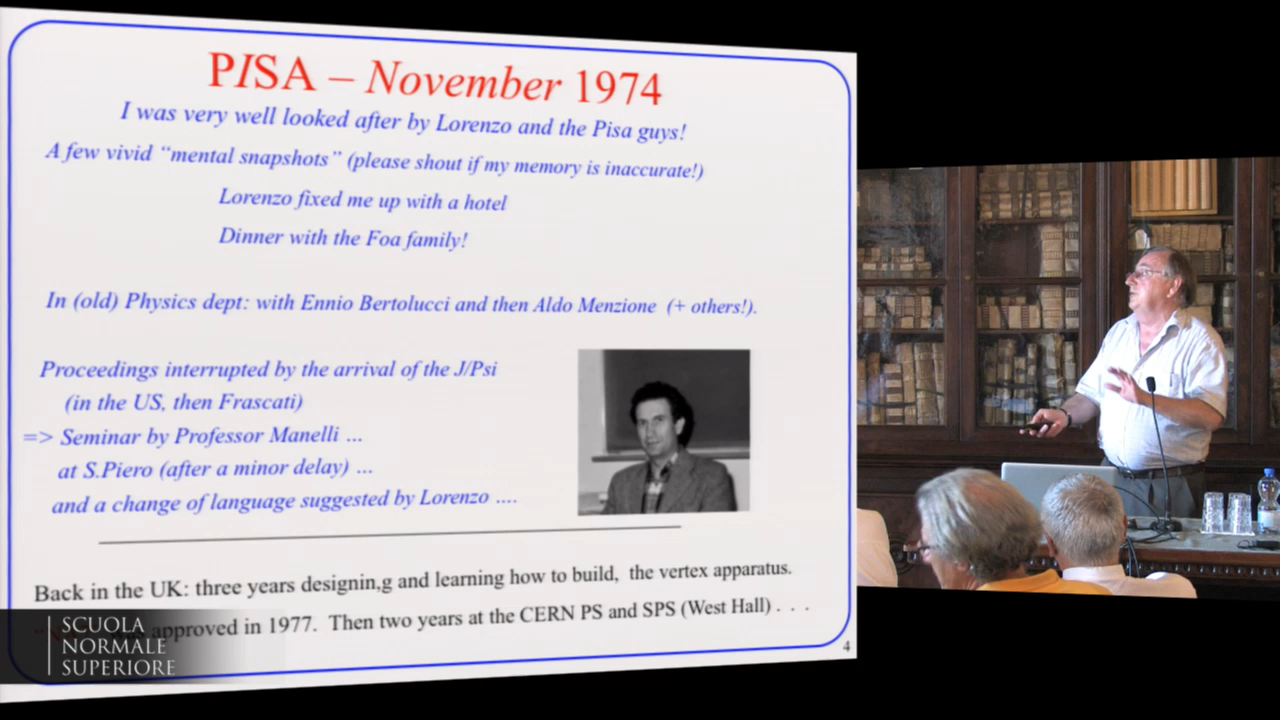 PISA – November 1974
I was very well looked after by Lorenzo and the Pisa guys!
A few vivid “mental snapshots” (please shout if my memory is inaccurate!)
Lorenzo fixed me up with a hotel
Dinner with the Foa family!
In (old) Physics dept: with Ennio Bertolucci and then Aldo Menzione (+ others!).
Proceedings interrupted by the arrival of the J/Psi
(in the US, then Frascati)
=> Seminar by Professor Manelli ...
at S.Piero (after a minor delay) ...
and a change of language suggested by Lorenzo ....
Back in the UK: three years designin,g and learning how to build, the vertex apparatus.
approved in 1977. Then two years at the CERN PS and SPS (West Hall) . . .
4
SCUOLA
NORMALE
SUPERIORE